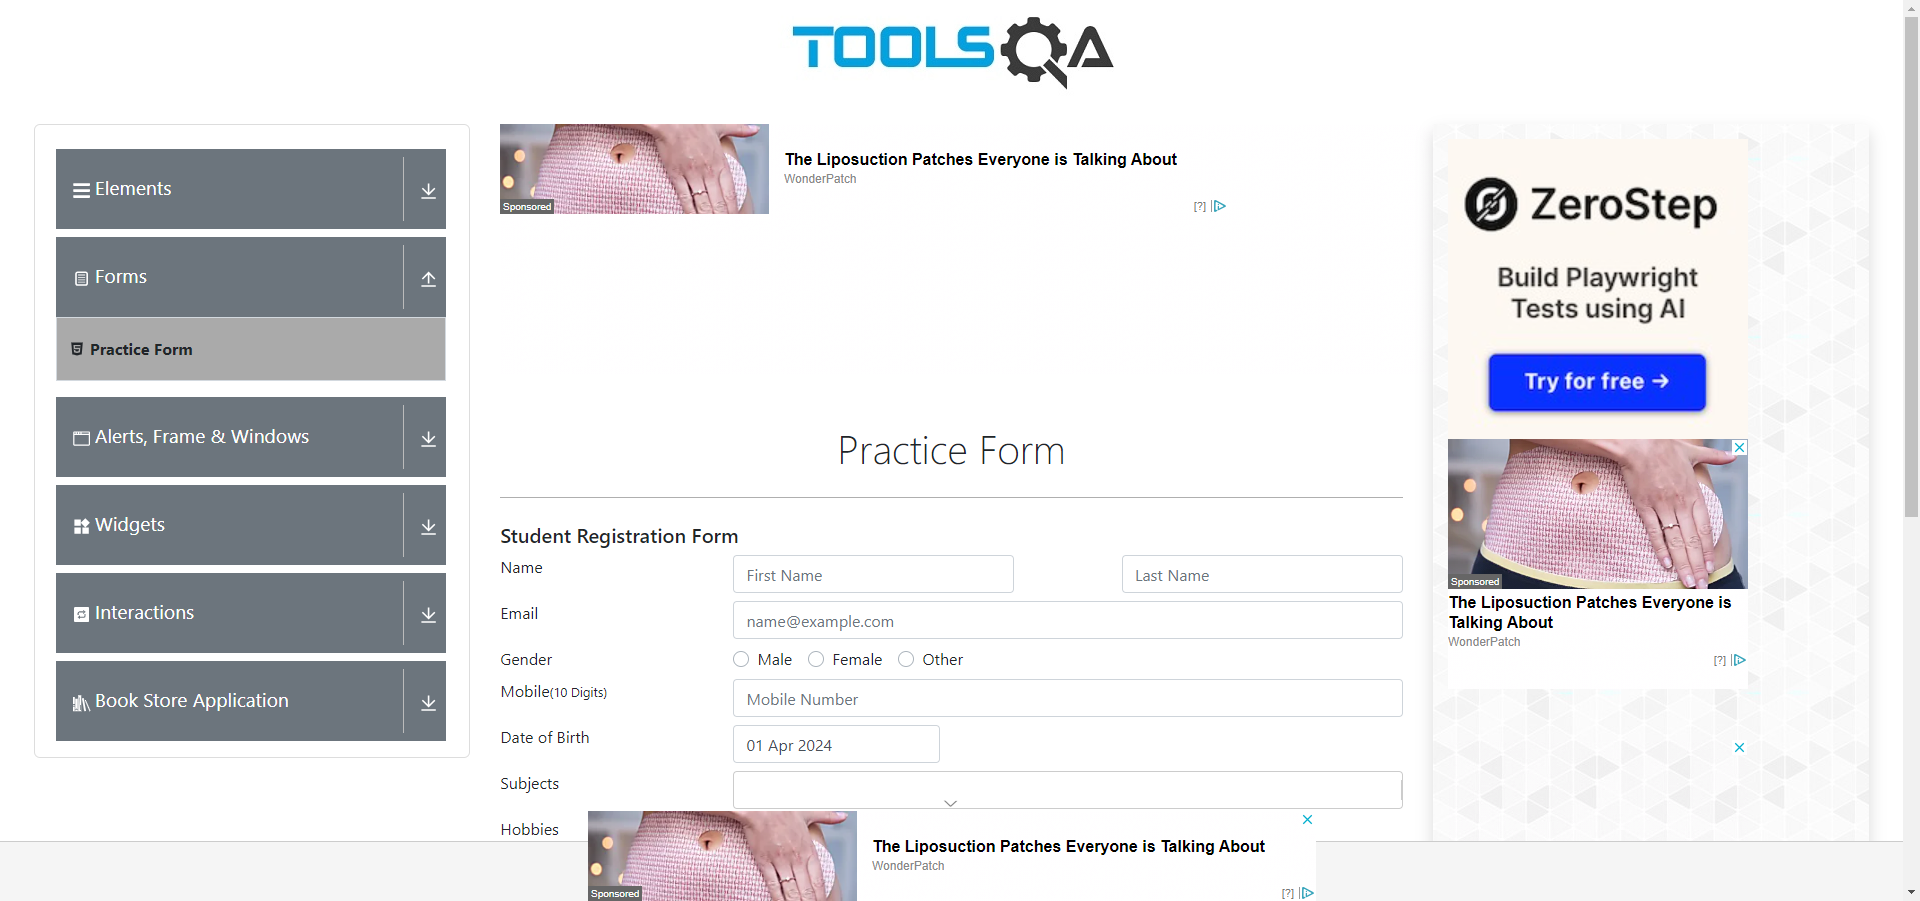 TOOLSQA
Elements
Forms
Practice Form
Alerts, Frame & Windows
Widgets
Interactions
Book Store Application
The Liposuction Patches Everyone is Talking About
WonderPatch
Sponsored
[?]
Practice Form
Student Registration Form
Name
First Name
Last Name
Email
name@example.com
Gender
Male
Female
Other
Mobile(10 Digits)
Mobile Number
Date of Birth
01 Apr 2024
Subjects
Hobbies
The Liposuction Patches Everyone is Talking About
WonderPatch
Sponsored
[?]
ZeroStep
Build Playwright
Tests using AI
Try for free →
Sponsored
The Liposuction Patches Everyone is
Talking About
WonderPatch
[?]